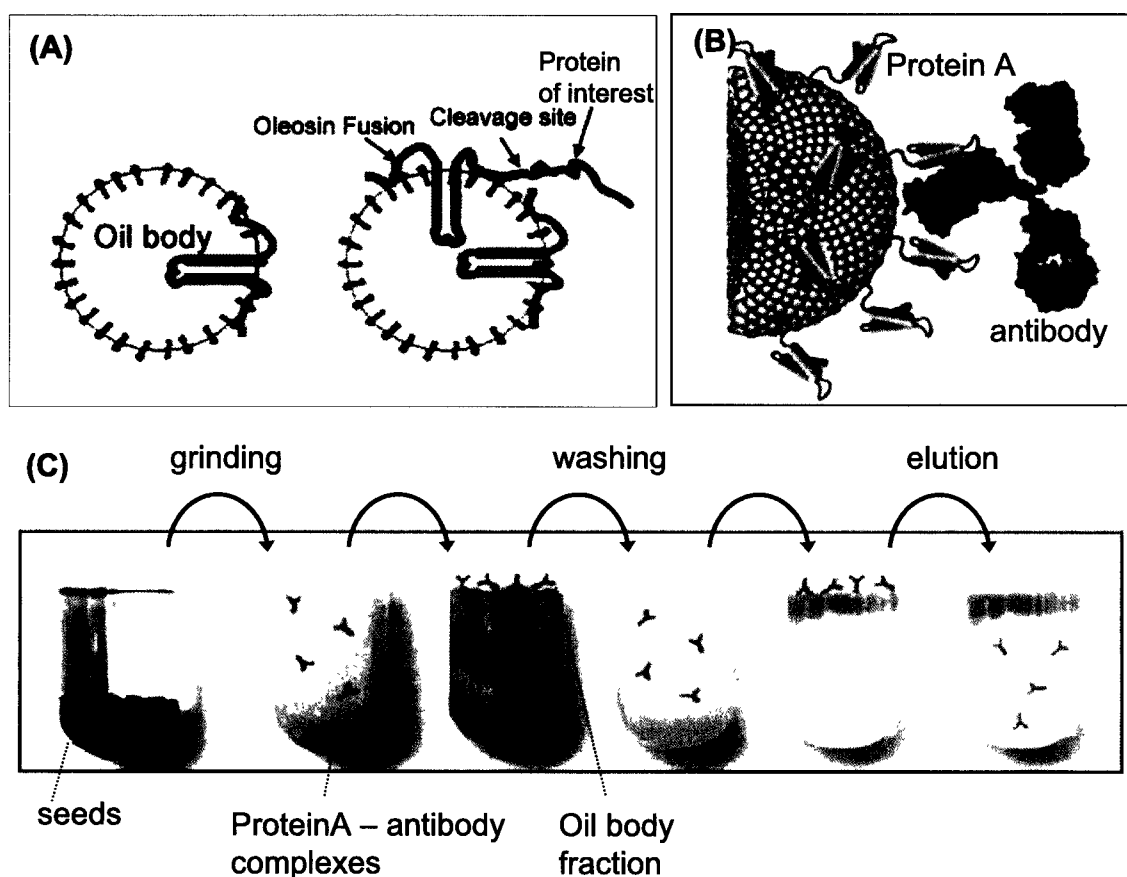 (A)
Protein
of interest
Oleosin Fusion
Cleavage site
Oil body
(B)
Protein A
antibody
(C)
grinding
washing
elution
seeds
ProteinA – antibody
complexes
Oil body
fraction